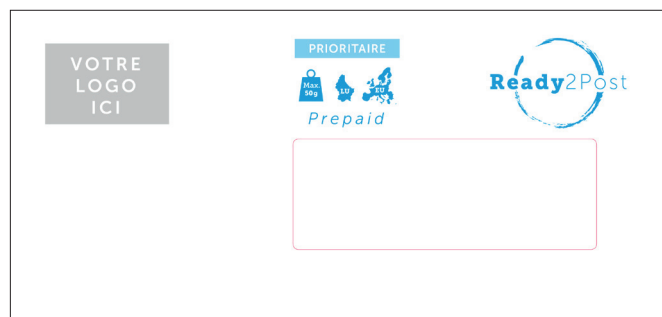 VOTRE
LOGO
ICI
PRIORITAIRE
Max.
50g
LU
EU
Prepaid
Ready2Post